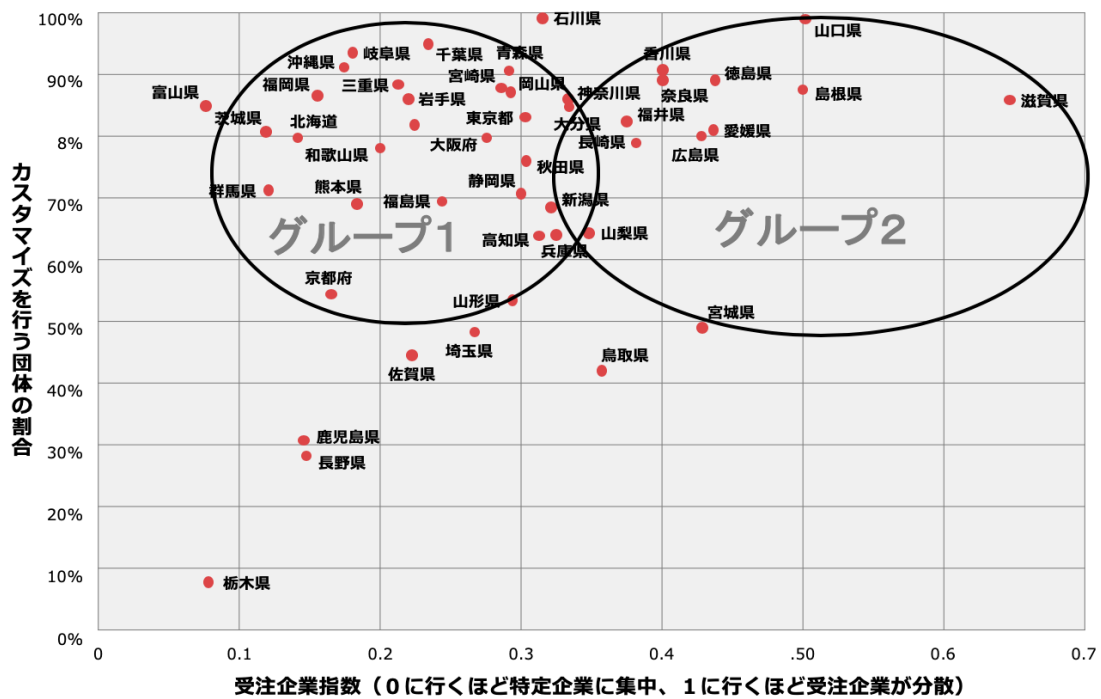 100%
90%
8%
70%
60%
50%
40%
30%
20%
10%
0%
カスタマイズを行う団体の割合
石川県
山口県
沖縄県
岐阜県
千葉県
青森県
香川県
福岡県
三重県
宮崎県
岡山県
神奈川県
奈良県
徳島県
島根県
滋賀県
富山県
岩手県
茨城県
北海道
東京都
大分県
福井県
愛媛県
和歌山県
大阪府
長崎県
広島県
秋田県
群馬県
熊本県
福島県
静岡県
新潟県
グループ1
グループ2
高知県
兵庫県
山梨県
京都府
山形県
宮城県
埼玉県
佐賀県
鳥取県
鹿児島県
長野県
栃木県
0
0.1
0.2
0.3
0.4
.50
0.6
0.7
受注企業指数（０に行くほど特定企業に集中、１に行くほど受注企業が分散）